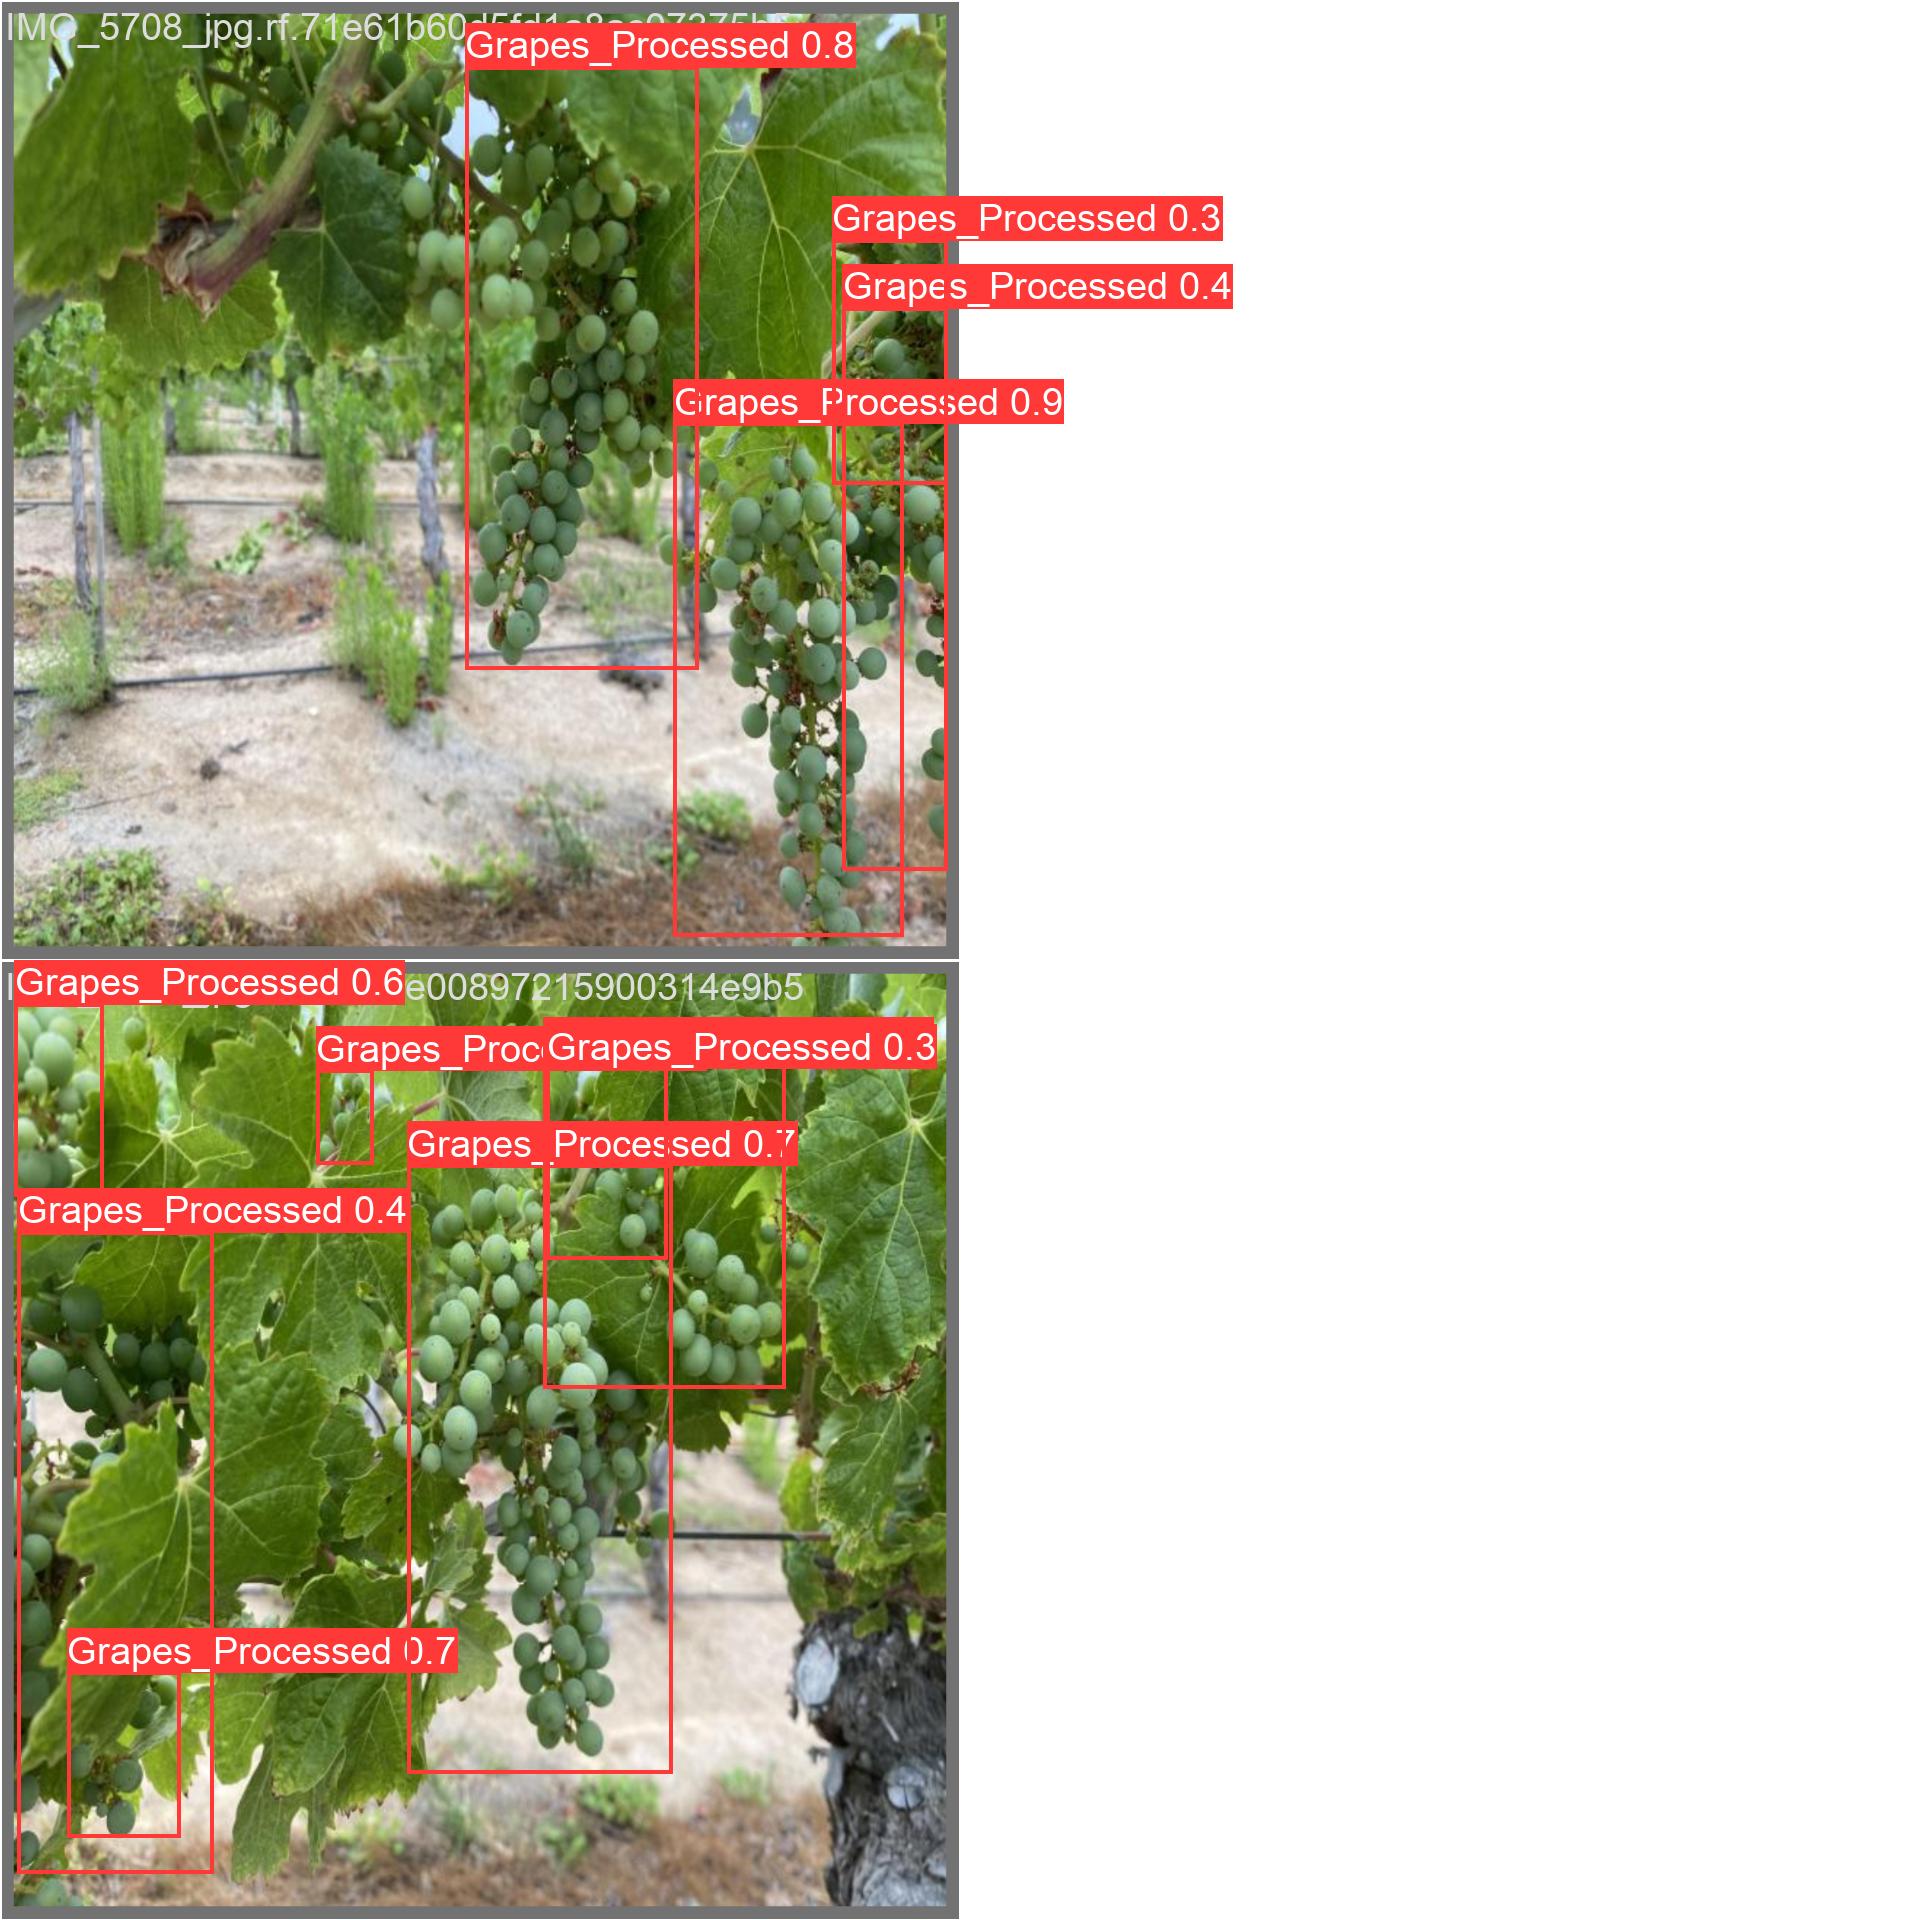 IMG_5708_jpg.rf.71e61b60
Grapes_Processed 0.8
Grapes_Processed 0.3
Grapes_Processed 0.4
Grapes_Processed 0.9
Grapes_Processed 0.6
e00897215900314e9b5
Grapes_Proc
Grapes_Processed 0.3
Grapes_Processed 0.7
Grapes_Processed 0.4
Grapes_Processed 0.7